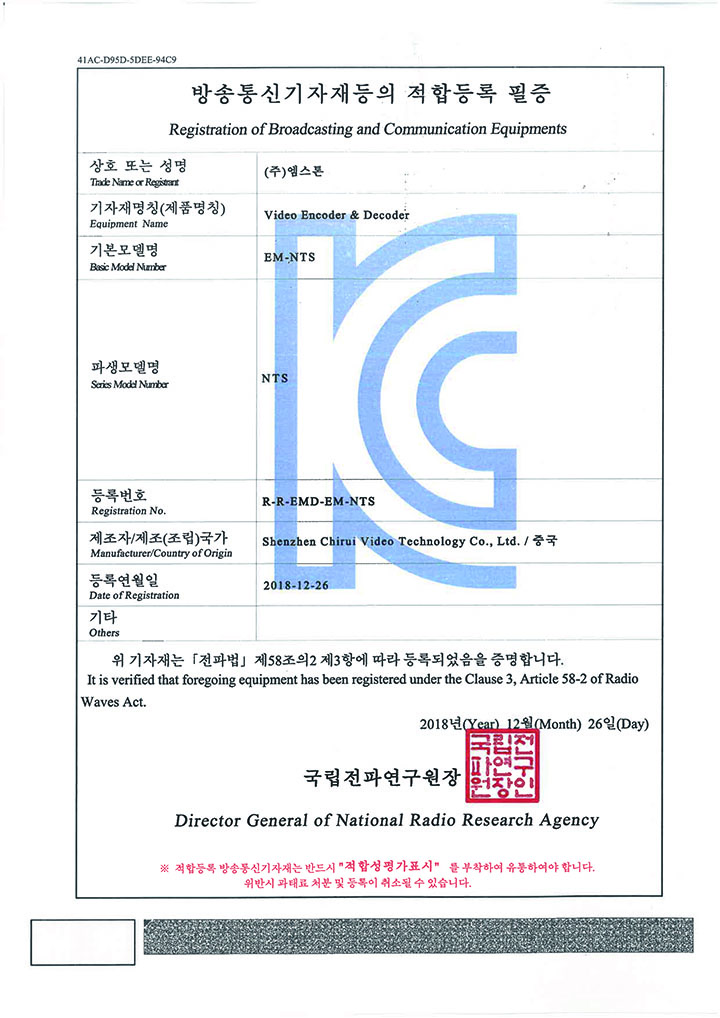 41AC-D95D-5DEE-94C9
방송통신기자재등의 적합등록 필증
Registration of Broadcasting and Communication Equipments
상호 또는 성명
Trade Name or Registrant
(주)엠스톤
기자재명칭(제품명칭)
Equipment Name
Video Encoder & Decoder
기본모델명
Basic Model Number
EM-NTS
파생모델명
Series Model Number
NTS
등록번호
Registration No.
R-R-EMD-EM-NTS
제조자/제조(조립)국가
Manufacturer/Country of Origin
Shenzhen Chirui Video Technology Co., Ltd. / 중국
등록연월일
Date of Registration
2018-12-26
기타
Others
위 기자재는「전파법」제58조의2 제3항에 따라 등록되었음을 증명합니다.
It is verified that foregoing equipment has been registered under the Clause 3, Article 58-2 of Radio
Waves Act.
2018년(Year) 12월(Month) 26일(Day)
국립전파연구원장
국립전
파연구
원장인
Director General of National Radio Research Agency
※ 적합등록 방송통신기자재는 반드시 "적합성평가표시" 를 부착하여 유통하여야 합니다.
위반시 과태료 처분 및 등록이 취소될 수 있습니다.